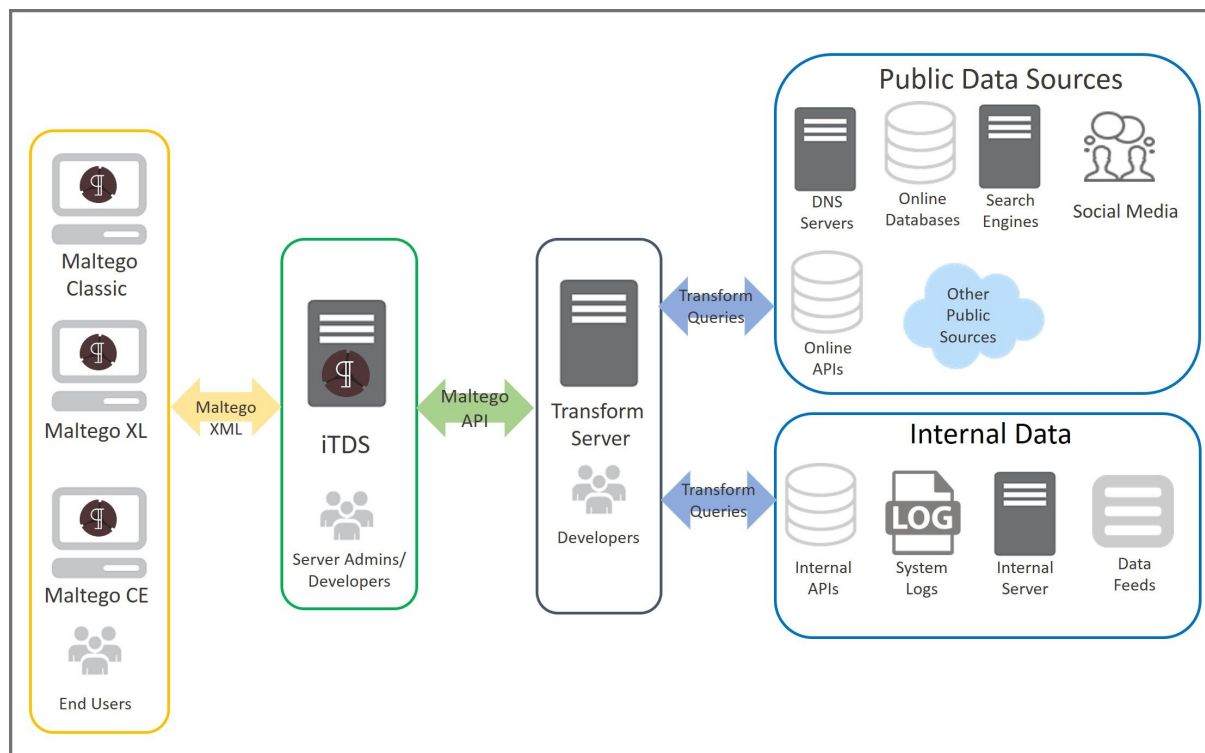 Maltego
Classic
Maltego XL
Maltego CE
End Users
Maltego
XML
iTDS
Server Admins/
Developers
Maltego
API
Transform
Server
Developers
Transform
Queries
Transform
Queries
Public Data Sources
DNS
Servers
Online
Databases
Search
Engines
Social Media
Online
APIs
Other
Public
Sources
Internal Data
Internal
APIs
LOG
System
Logs
Internal
Server
Data
Feeds